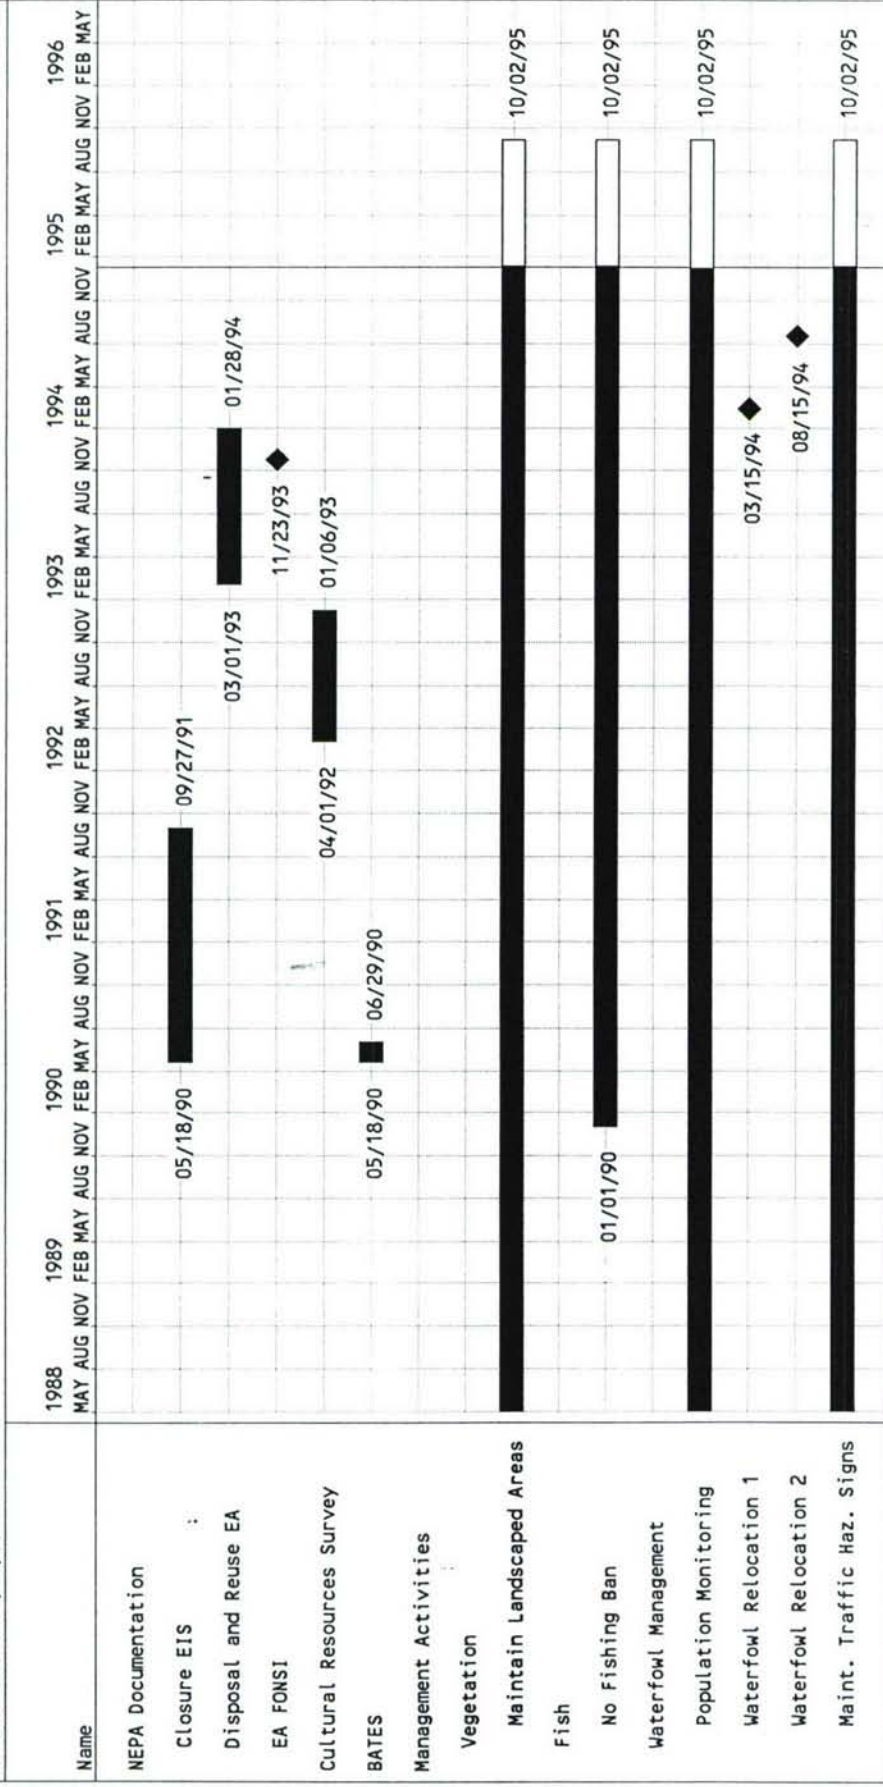 1988 1989 1990 1991 1992 1993 1994 1995 1996
Name MAY AUG NOV FEB MAY AUG NOV FEB MAY AUG NOV FEB MAY AUG NOV FEB MAY AUG NOV FEB MAY AUG NOV FEB MAY AUG NOV FEB MAY AUG NOV FEB MAY
NEPA Documentation
Closure EIS 05/18/90 09/27/91
Disposal and Reuse EA 03/01/93 01/28/94
EA FONSI 11/23/93
Cultural Resources Survey 04/01/92 01/06/93
BATES 05/18/90 06/29/90
Management Activities
Vegetation
Maintain Landscaped Areas 10/02/95
Fish
No Fishing Ban 01/01/90 10/02/95
Waterfowl Management
Population Monitoring 10/02/95
Waterfowl Relocation 1 03/15/94
Waterfowl Relocation 2 08/15/94
Maint. Traffic Haz. Signs 10/02/95